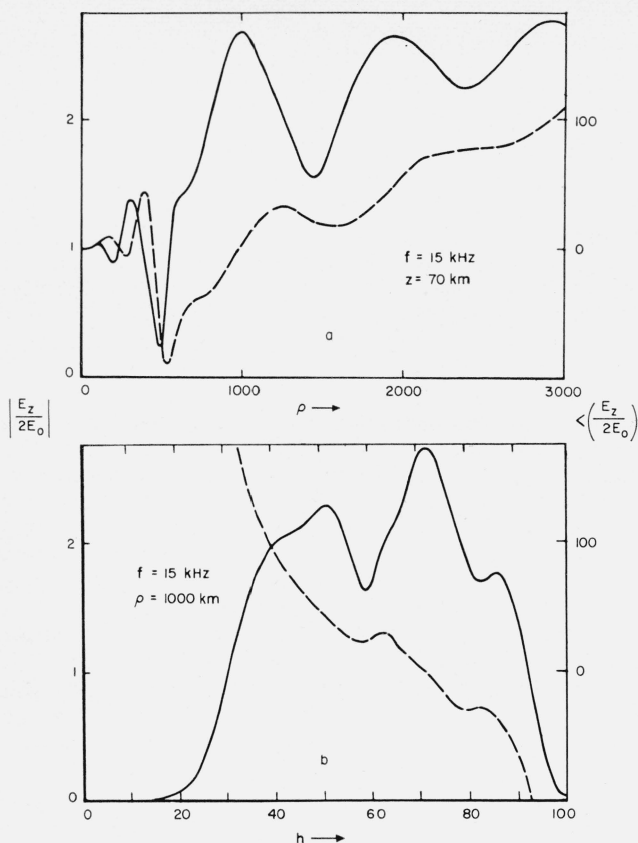 2
1
0
100
0
f = 15 kHz
z = 70 km
a
0
1000
2000
3000
ρ →
|E_z/2E_0|
<(E_z/2E_0)
2
1
0
100
0
f = 15 kHz
ρ = 1000 km
b
0
20
40
60
80
100
h →